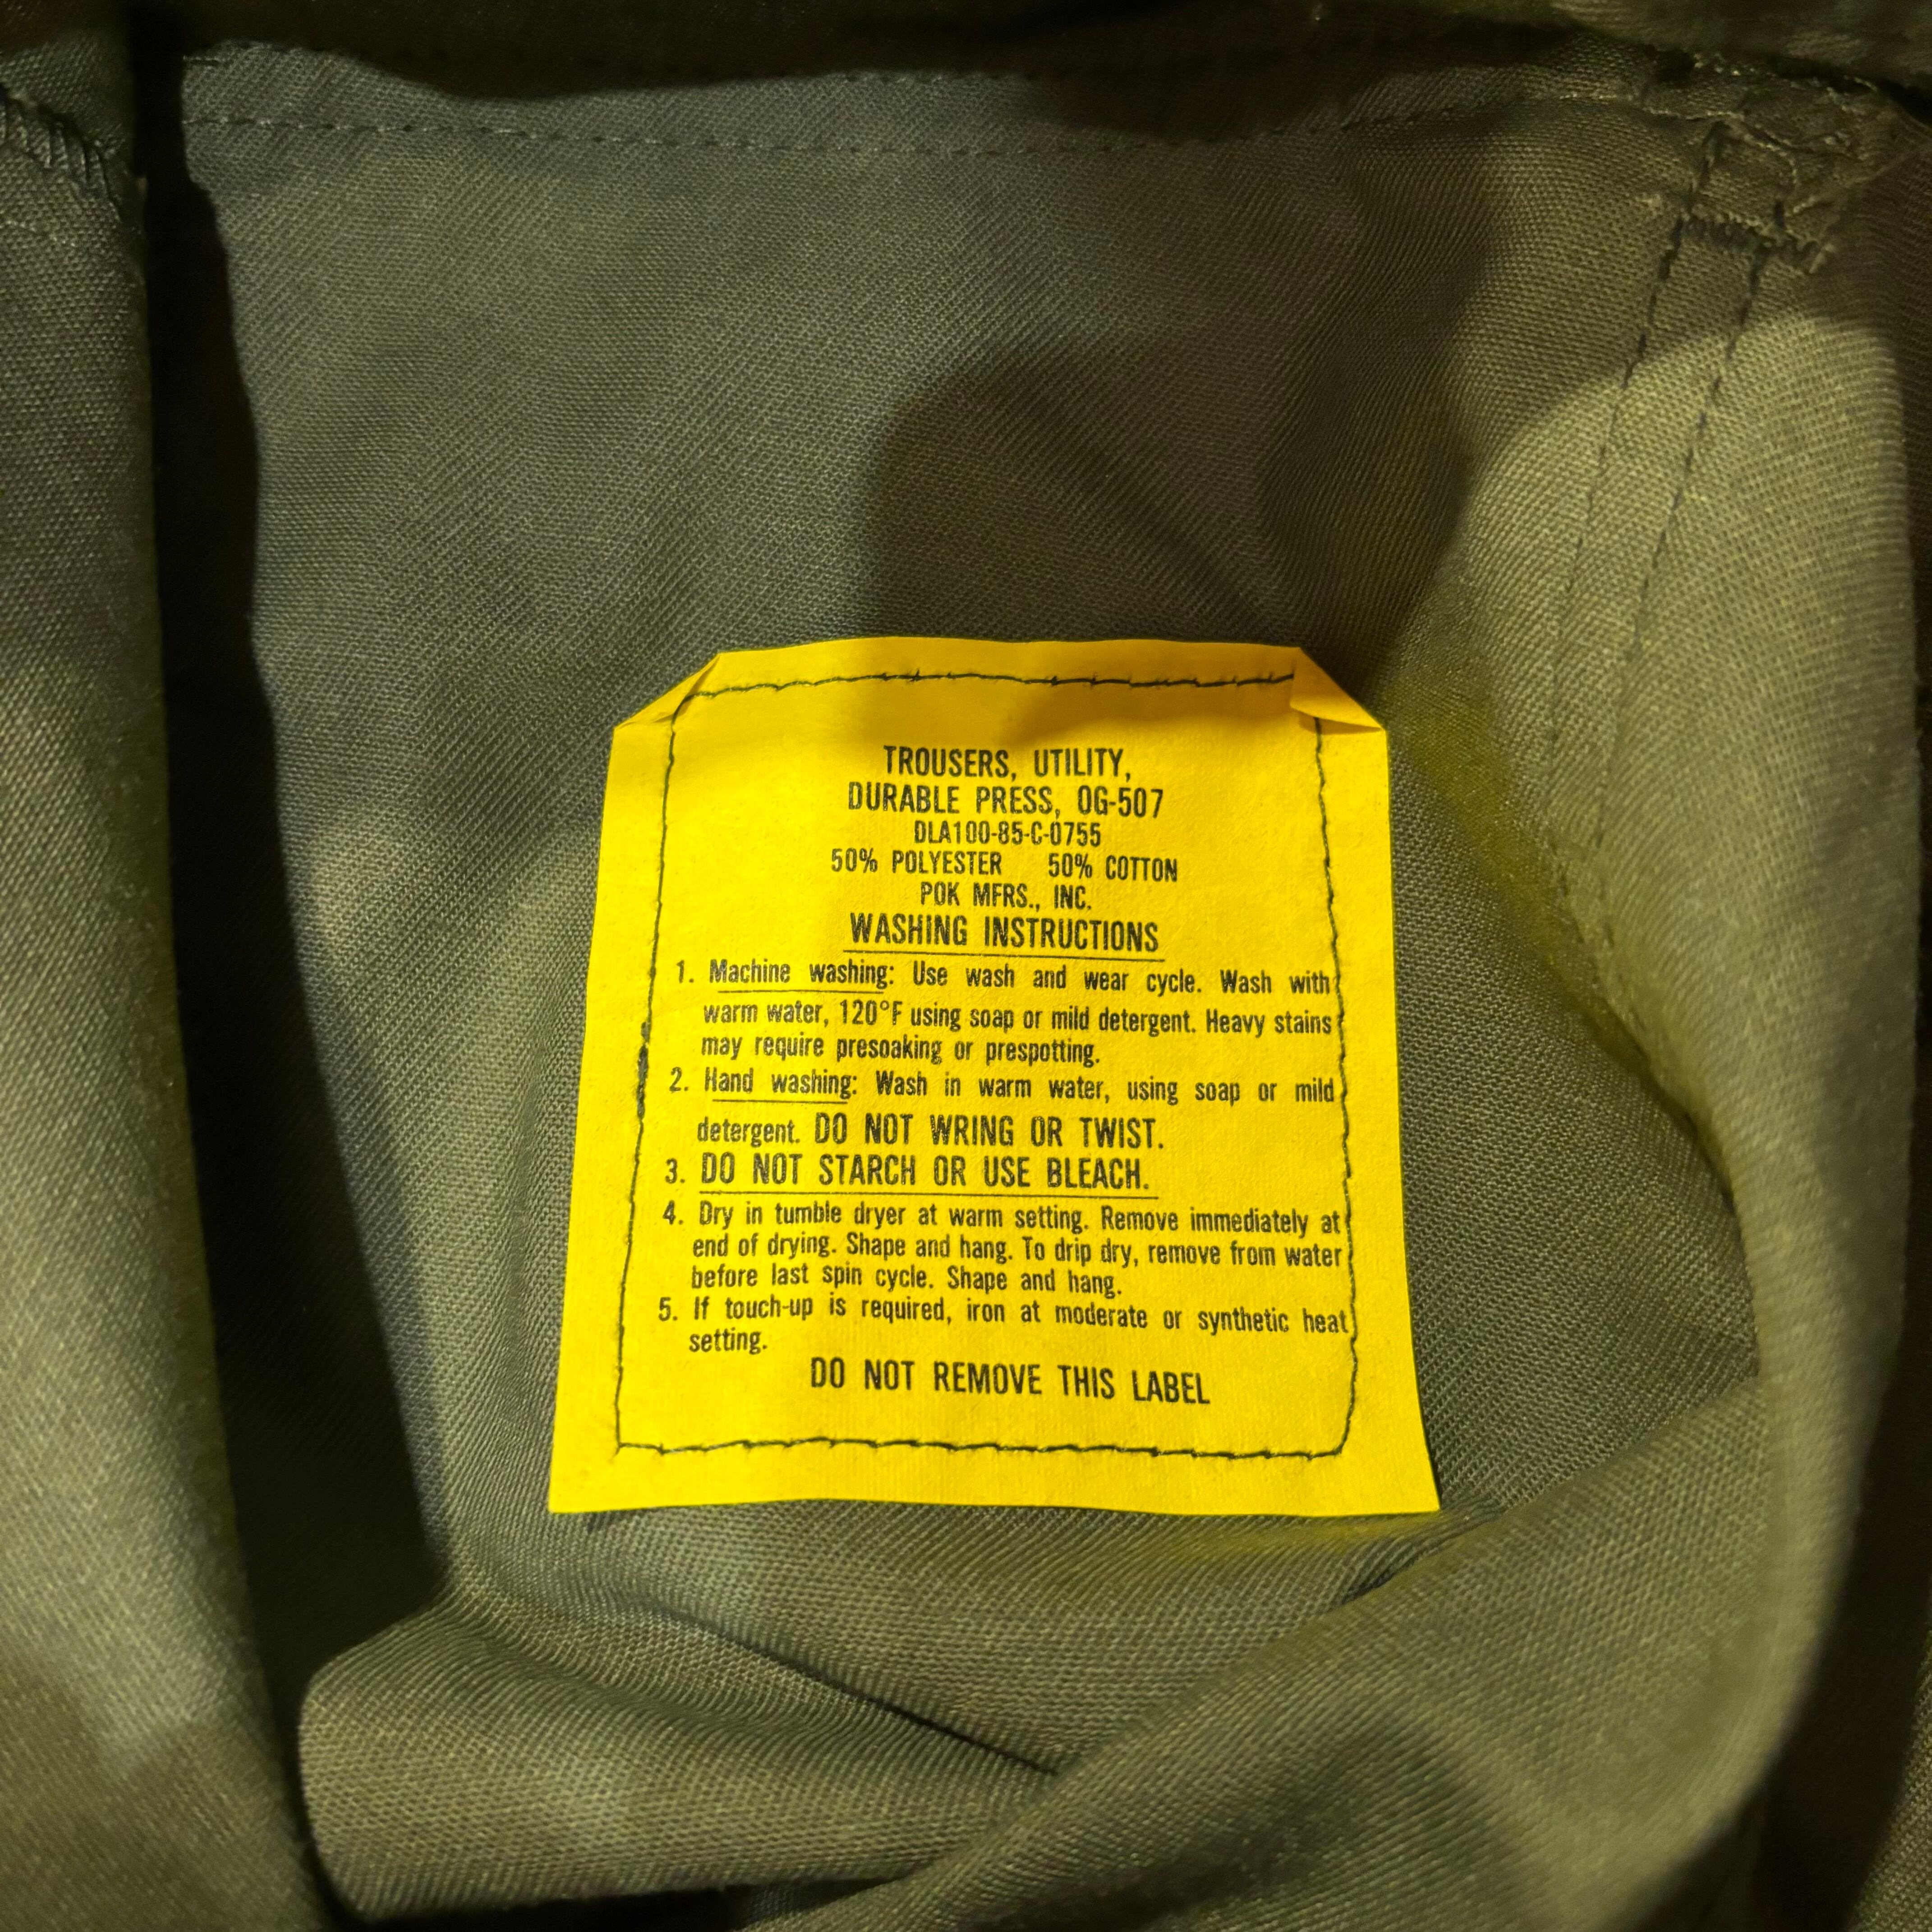 TROUSERS, UTILITY,
DURABLE PRESS, OG-507
DLA100-85-C-0755
50% POLYESTER 50% COTTON
POK MFRS., INC.
WASHING INSTRUCTIONS
1. Machine washing: Use wash and wear cycle. Wash with
warm water, 120°F using soap or mild detergent. Heavy stains
may require presoaking or prespotting.
2. Hand washing: Wash in warm water, using soap or mild
detergent. DO NOT WRING OR TWIST.
3. DO NOT STARCH OR USE BLEACH.
4. Dry in tumble dryer at warm setting. Remove immediately at
end of drying. Shape and hang. To drip dry, remove from water
before last spin cycle. Shape and hang.
5. If touch-up is required, iron at moderate or synthetic heat
setting.
DO NOT REMOVE THIS LABEL